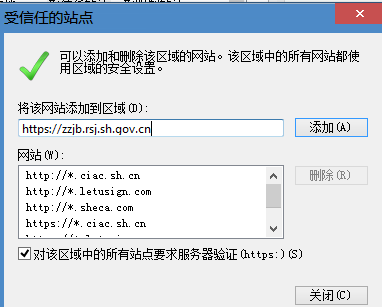 受信任的站点
可以添加和删除该区域的网站。该区域中的所有网站都使
用区域的安全设置。
将该网站添加到区域(D):
https://zzjb.rsj.sh.gov.cn
添加(A)
网站(W):
http://*.ciac.sh.cn
http://*.letusign.com
http://*.sheca.com
https://*.ciac.sh.cn
删除(R)
对该区域中的所有站点要求服务器验证(https:)(S)
关闭(C)